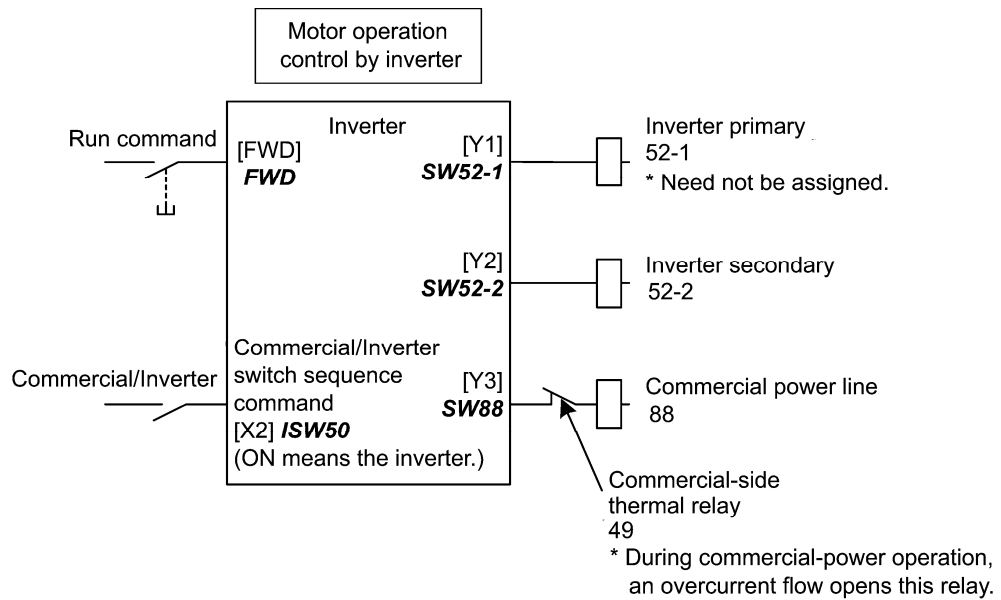 Motor operation
control by inverter
Inverter
Run command
[FWD]
FWD
[Y1]
SW52-1
Inverter primary
52-1
* Need not be assigned.
[Y2]
SW52-2
Inverter secondary
52-2
Commercial/Inverter
Commercial/Inverter
switch sequence
command
[X2] ISW50
(ON means the inverter.)
[Y3]
SW88
Commercial power line
88
Commercial-side
thermal relay
49
* During commercial-power operation,
an overcurrent flow opens this relay.